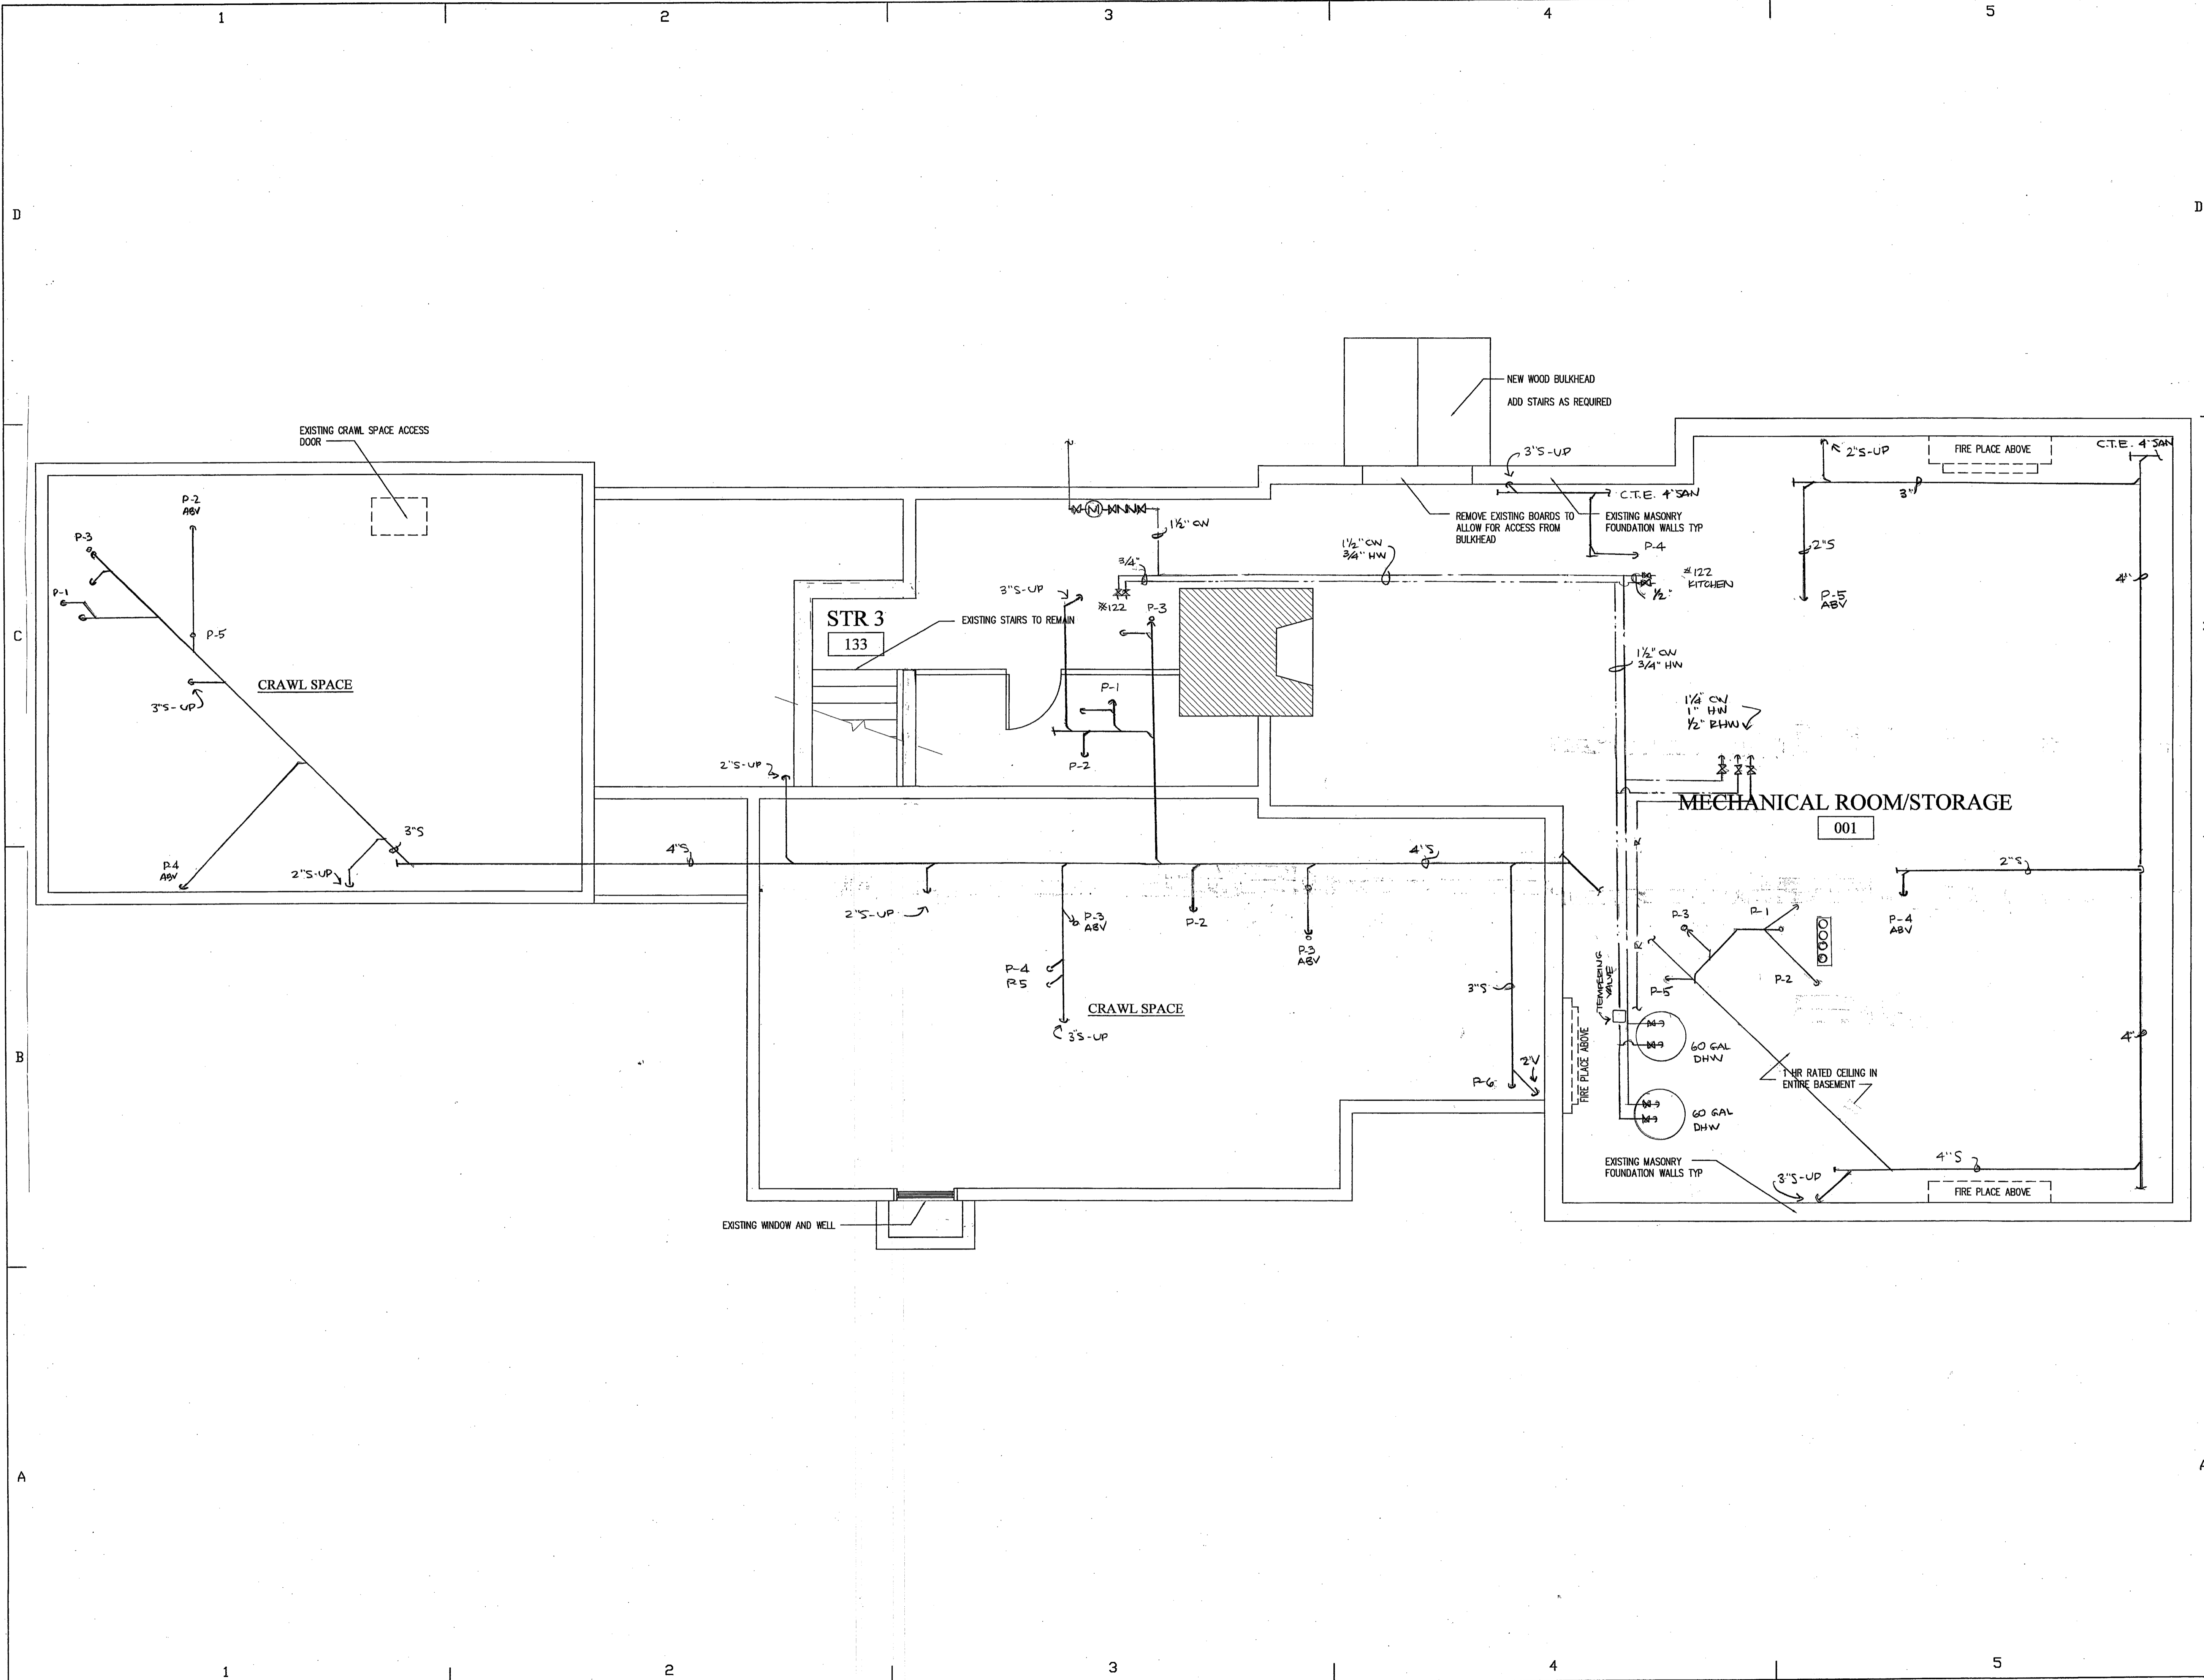 1
2
3
4
5
D
D
NEW WOOD BULKHEAD
ADD STAIRS AS REQUIRED
EXISTING CRAWL SPACE ACCESS
DOOR
3"S-UP
2"S-UP
FIRE PLACE ABOVE
C.T.E. 4"SAN
P-2
ABV
C.T.E. 4"SAN
3"
M
REMOVE EXISTING BOARDS TO
ALLOW FOR ACCESS FROM
BULKHEAD
EXISTING MASONRY
FOUNDATION WALLS TYP
1½" CW
P-3
1½" CW
3/4" HW
P-4
2"S
3/4"
#122
KITCHEN
4"
½"
P-1
3"S-UP
#122
P-3
P-5
ABV
STR 3
133
EXISTING STAIRS TO REMAIN
C
P-5
1½" CW
3/4" HW
CRAWL SPACE
3"S-UP
P-1
1¼" CW
1" HW
½" RHW
P-2
2"S-UP
MECHANICAL ROOM/STORAGE
001
3"S
4"S
4"S
R
2"S
P-4
ABV
2"S-UP
2"S-UP
P-3
ABV
P-2
P-3
P-1
P-4
ABV
P-3
ABV
R
P-4
P-5
TEMPERING
VALVE
P-5
P-2
3"S
CRAWL SPACE
3"S-UP
4"
B
60 GAL
DHW
2"V
FIRE PLACE ABOVE
P-6
1 HR RATED CEILING IN
ENTIRE BASEMENT
60 GAL
DHW
EXISTING MASONRY
FOUNDATION WALLS TYP
4"S
3"S-UP
FIRE PLACE ABOVE
EXISTING WINDOW AND WELL
A
A
1
2
3
4
5